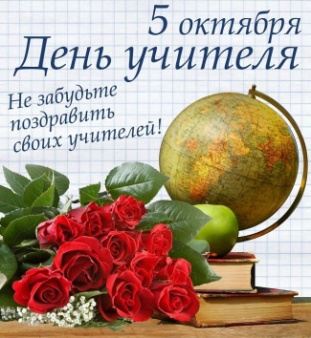 5 октября
День учителя
Не забудьте
поздравить
своих учителей!